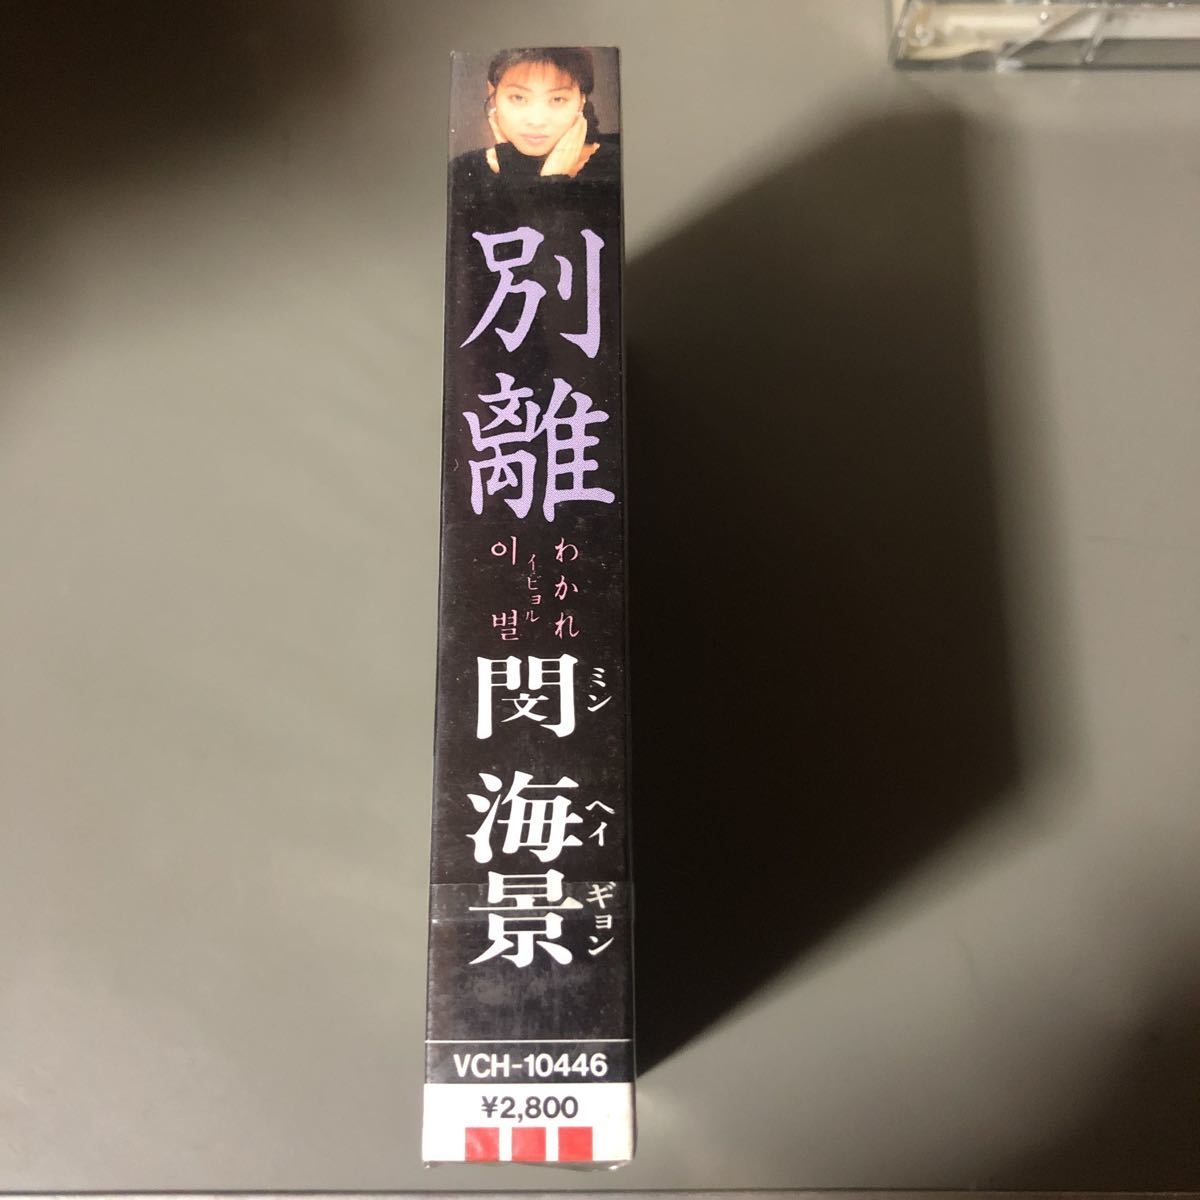 別離
わかれ
イビョル
이별
閔 海景
ミン ヘイ ギョン
VCH-10446
¥2,800